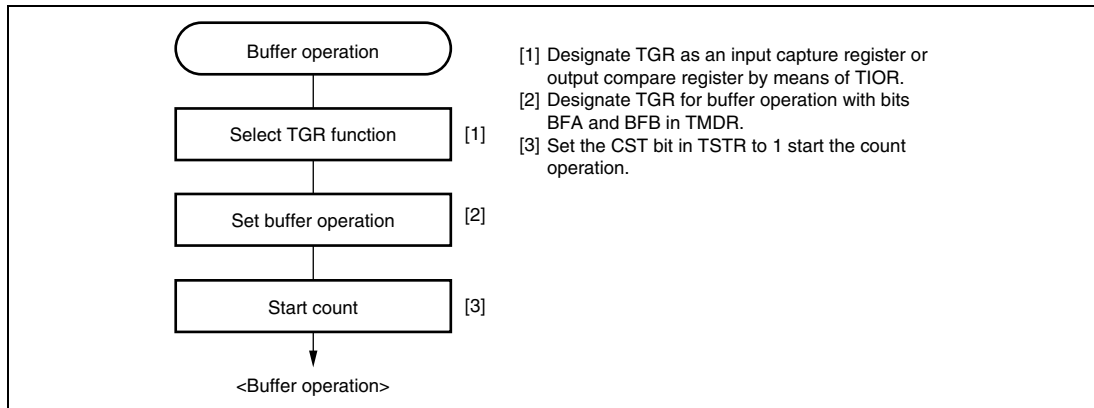 Buffer operation
Select TGR function
[1]
Set buffer operation
[2]
Start count
[3]
<Buffer operation>
[1] Designate TGR as an input capture register or
output compare register by means of TIOR.
[2] Designate TGR for buffer operation with bits
BFA and BFB in TMDR.
[3] Set the CST bit in TSTR to 1 start the count
operation.